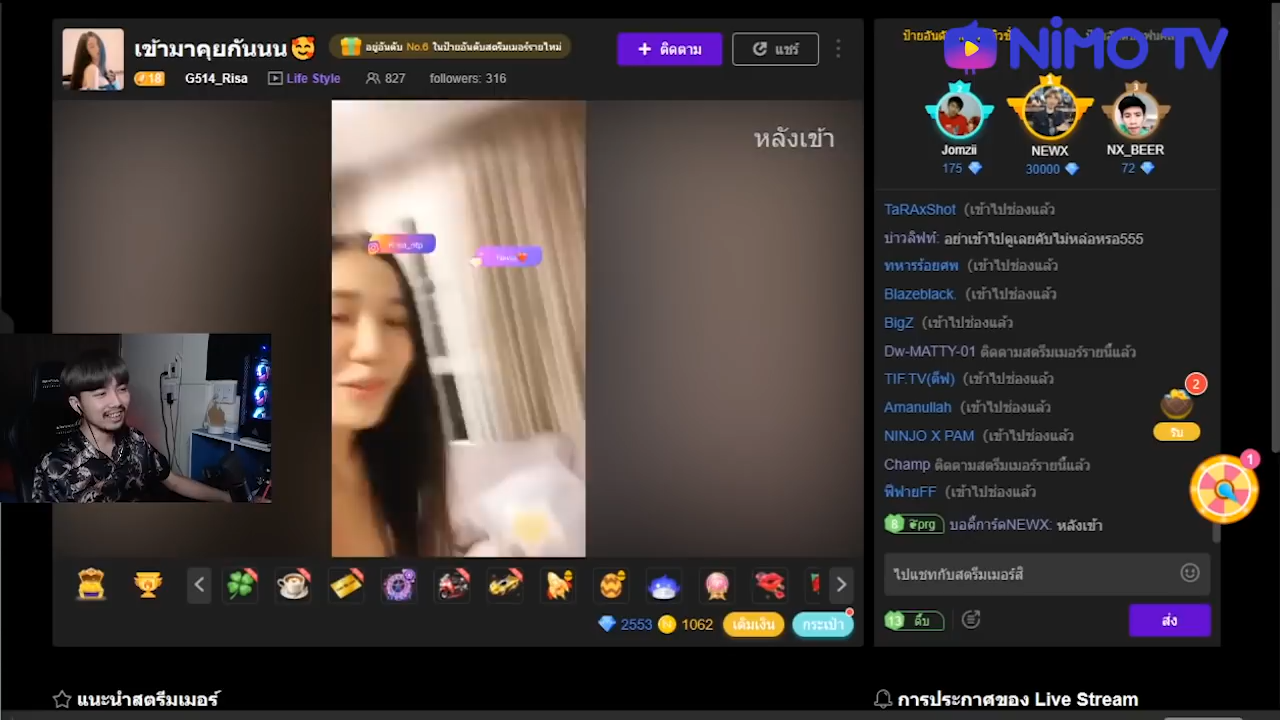 เข้ามาคุยกันนน
อยู่อันดับ No.6 ในป้ายอันดับสตรีมเมอร์รายใหม่
+ ติดตาม
แชร์
18
G514_Risa
Life Style
827
followers: 316
หลังเข้า
NiMO TV
2
1
3
Jomzii
NEWX
NX_BEER
175
30000
72
TaRAxShot (เข้าไปช่องแล้ว
บ่าวลิฟท์: อย่าเข้าไปดูเลยคับไม่หล่อหรอ555
ทหารร้อยศพ (เข้าไปช่องแล้ว
Blazeblack. (เข้าไปช่องแล้ว
BigZ (เข้าไปช่องแล้ว
Dw-MATTY-01 ติดตามสตรีมเมอร์รายนี้แล้ว
TIF.TV(ติ๋ฟ) (เข้าไปช่องแล้ว
Amanullah (เข้าไปช่องแล้ว
NINJO X PAM (เข้าไปช่องแล้ว
Champ ติดตามสตรีมเมอร์รายนี้แล้ว
ฟีฟายFF (เข้าไปช่องแล้ว
8 prg บอดี้การ์ดNEWX: หลังเข้า
2
รับ
1
ไปแชทกับสตรีมเมอร์สิ
2553
1062
เติมเงิน
กระเป๋า
13 ดิ้บ
ส่ง
แนะนำสตรีมเมอร์
การประกาศของ Live Stream